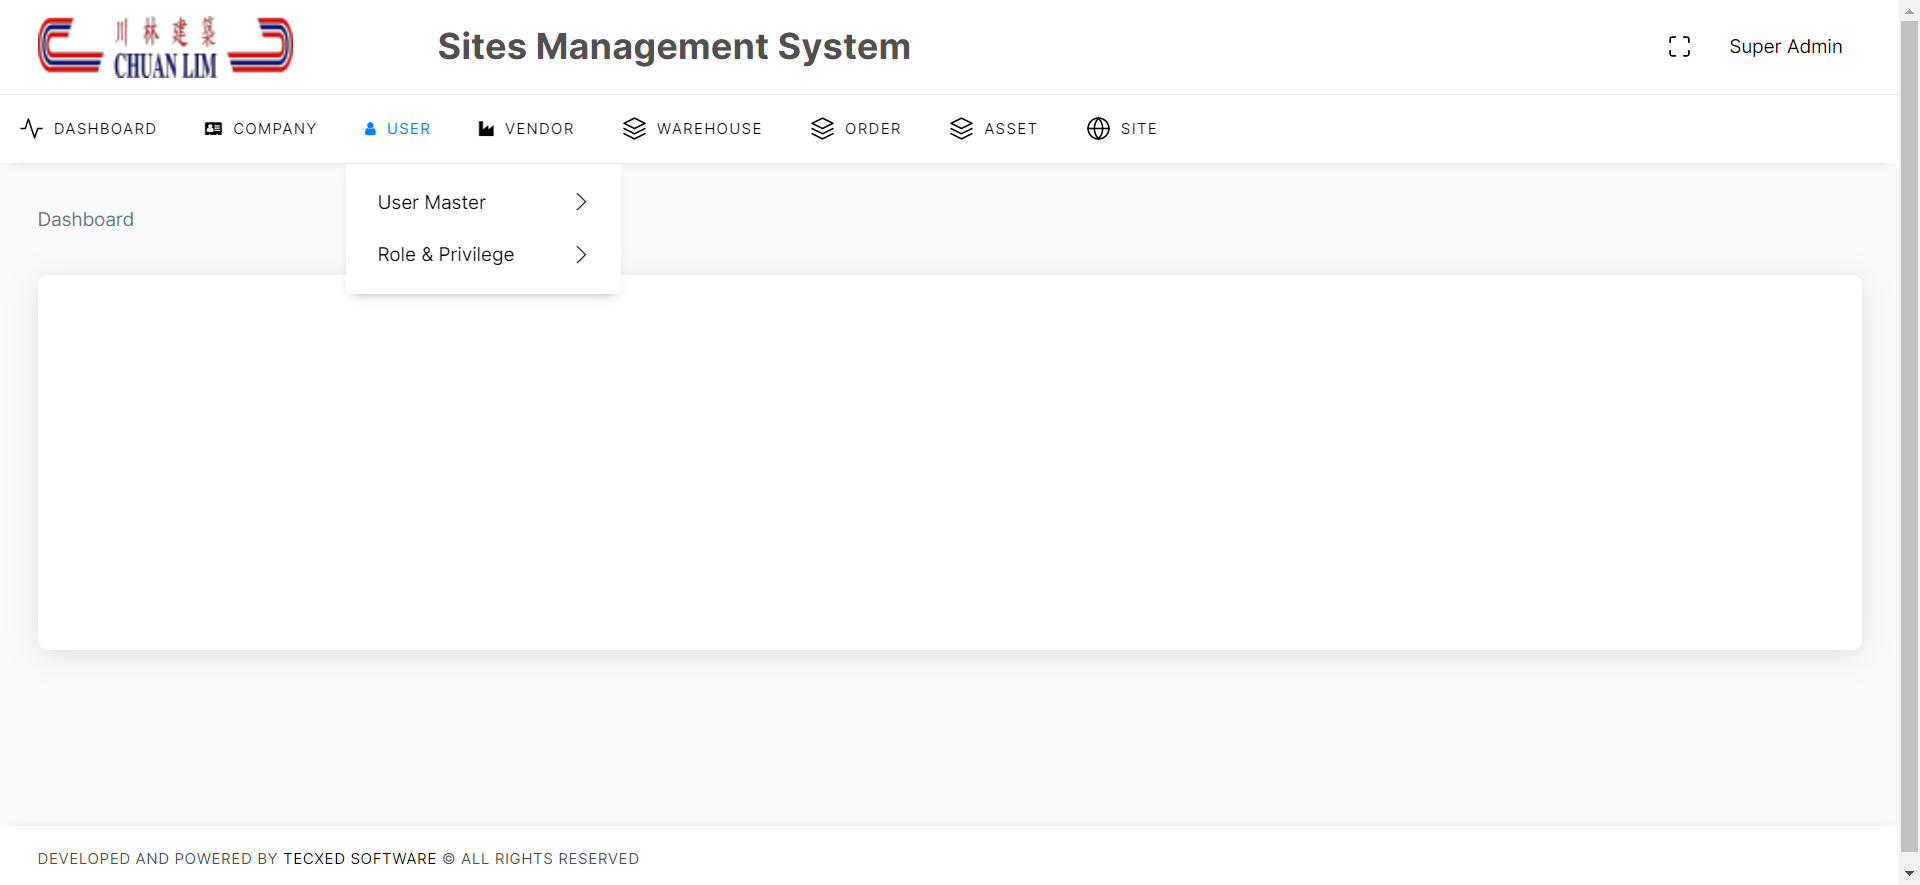 川林建築
CHUAN LIM
Sites Management System
Super Admin
DASHBOARD COMPANY USER VENDOR WAREHOUSE ORDER ASSET SITE
User Master
Dashboard
Role & Privilege
DEVELOPED AND POWERED BY TECXED SOFTWARE © ALL RIGHTS RESERVED